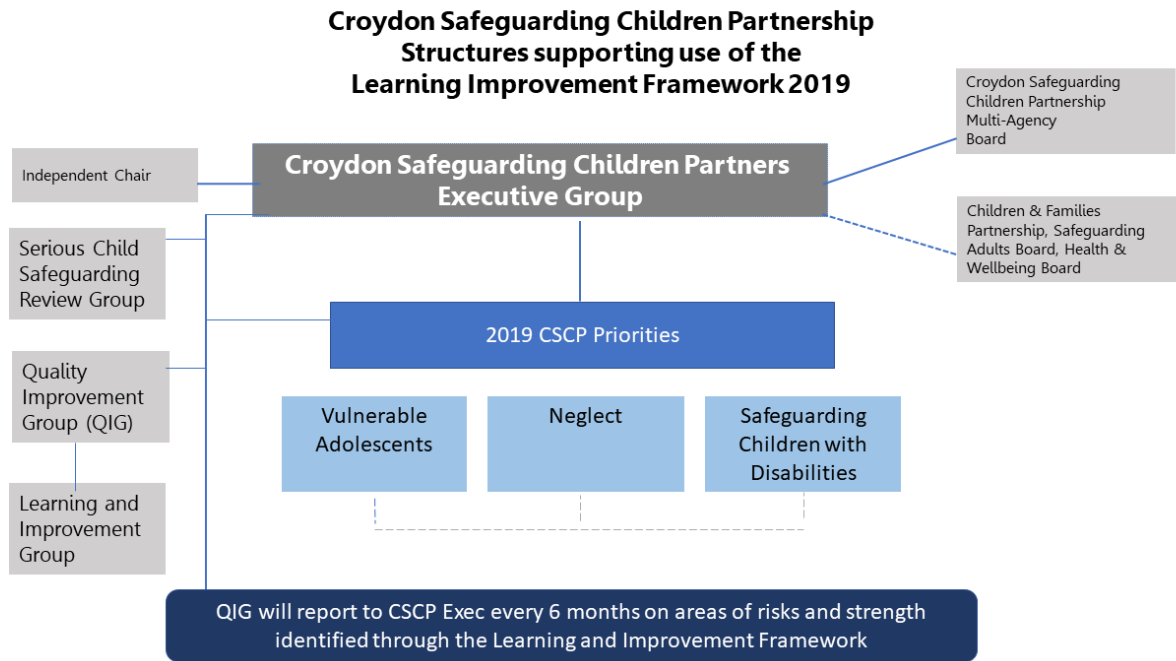 Croydon Safeguarding Children Partnership
Structures supporting use of the
Learning Improvement Framework 2019
Croydon Safeguarding
Children Partnership
Multi-Agency
Board
Independent Chair
Croydon Safeguarding Children Partners
Executive Group
Children & Families
Partnership, Safeguarding
Adults Board, Health &
Wellbeing Board
Serious Child
Safeguarding
Review Group
2019 CSCP Priorities
Quality
Improvement
Group (QIG)
Vulnerable
Adolescents
Neglect
Safeguarding
Children with
Disabilities
Learning and
Improvement
Group
QIG will report to CSCP Exec every 6 months on areas of risks and strength
identified through the Learning and Improvement Framework